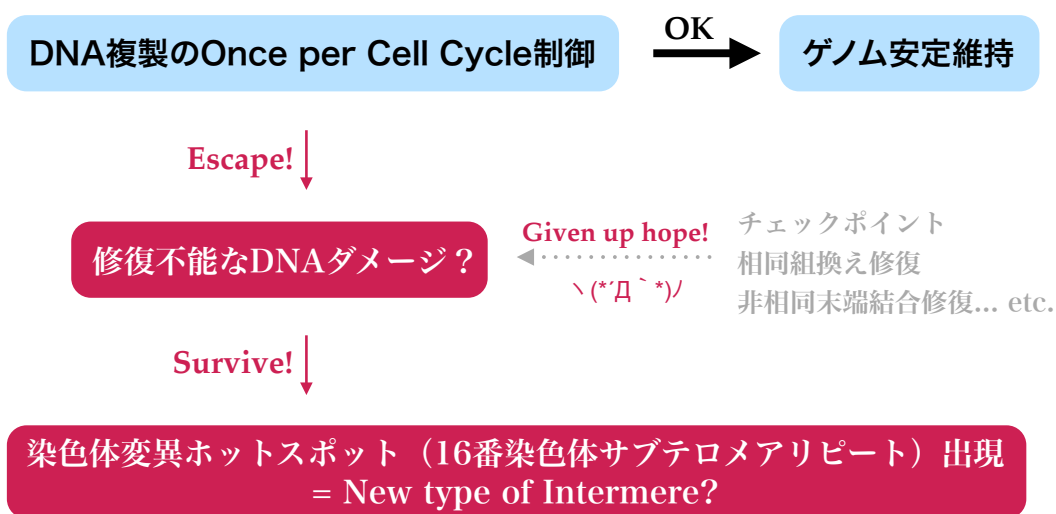 DNA複製のOnce per Cell Cycle制御
OK
ゲノム安定維持
Escape!
修復不能なDNAダメージ？
Given up hope!
ヽ(*´Д｀*)ﾉ
チェックポイント
相同組換え修復
非相同末端結合修復... etc.
Survive!
染色体変異ホットスポット（16番染色体サブテロメアリピート）出現
= New type of Intermere?